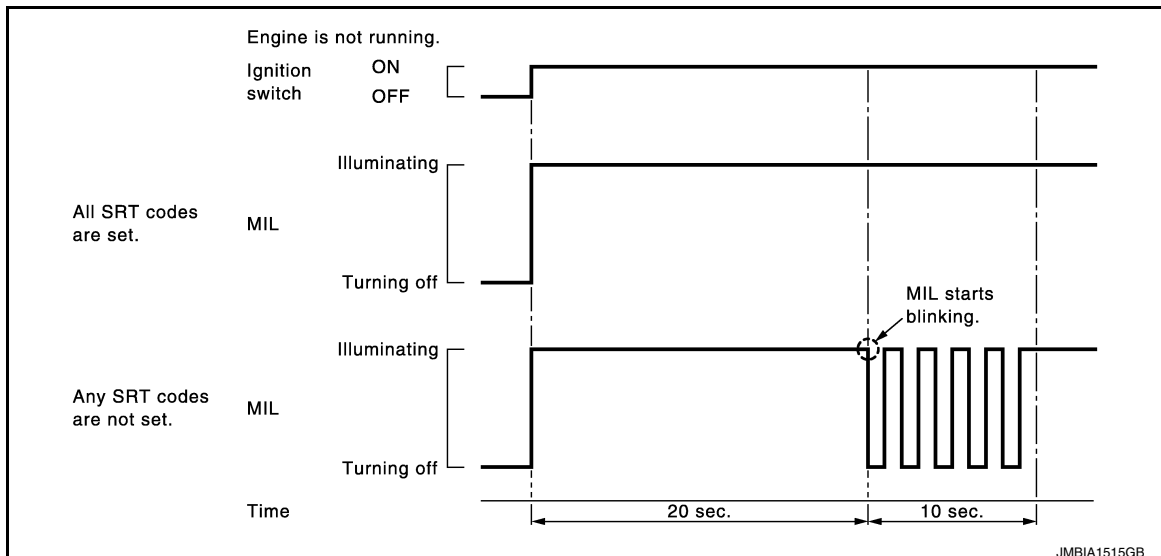 Engine is not running.
Ignition
switch
ON
OFF
Illuminating
All SRT codes
are set.
MIL
Turning off
MIL starts
blinking.
Illuminating
Any SRT codes
are not set.
MIL
Turning off
Time
20 sec.
10 sec.
JMBIA1515GB